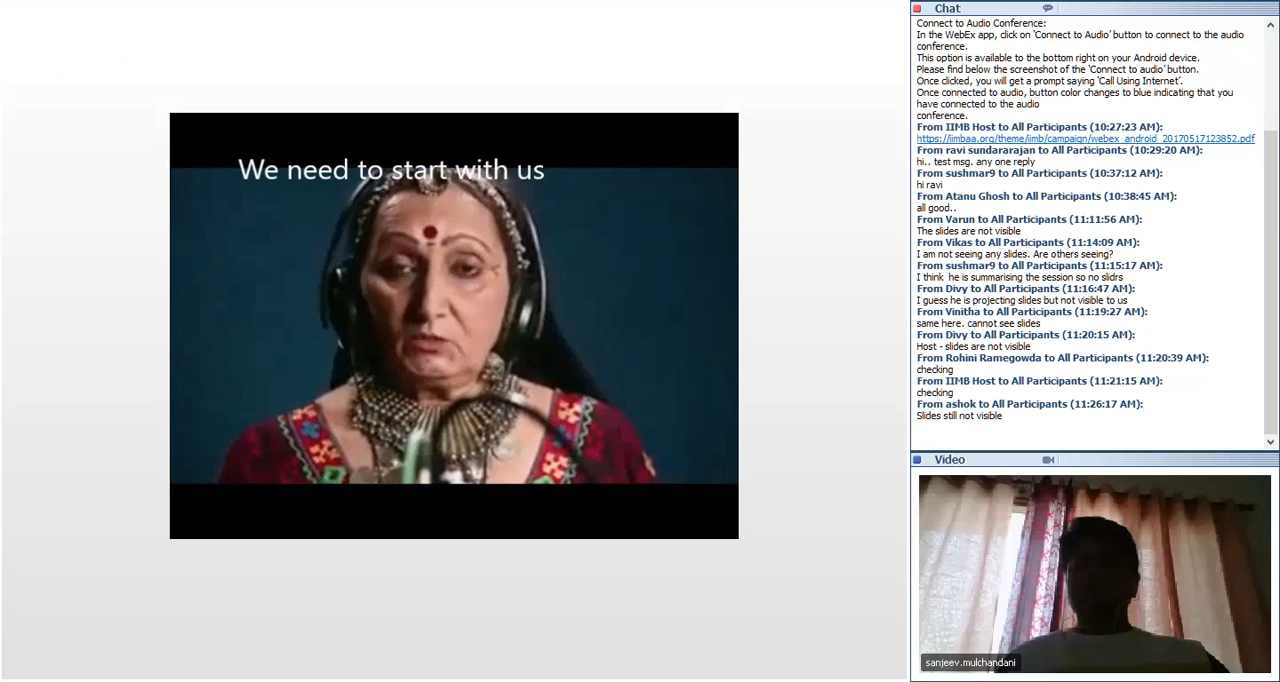 We need to start with us
Chat
Connect to Audio Conference:
In the WebEx app, click on 'Connect to Audio' button to connect to the audio
conference.
This option is available to the bottom right on your Android device.
Please find below the screenshot of the 'Connect to audio' button.
Once clicked, you will get a prompt saying 'Call Using Internet'.
Once connected to audio, button color changes to blue indicating that you
have connected to the audio
conference.
From IIMB Host to All Participants (10:27:23 AM):
https://iimbaa.org/theme/iimb/campaign/webex_android_20170517123852.pdf
From ravi sundararajan to All Participants (10:29:20 AM):
hi.. test msg. any one reply
From sushmar9 to All Participants (10:37:12 AM):
hi ravi
From Atanu Ghosh to All Participants (10:38:45 AM):
all good..
From Varun to All Participants (11:11:56 AM):
The slides are not visible
From Vikas to All Participants (11:14:09 AM):
I am not seeing any slides. Are others seeing?
From sushmar9 to All Participants (11:15:17 AM):
I think  he is summarising the session so no slidrs
From Divy to All Participants (11:16:47 AM):
I guess he is projecting slides but not visible to us
From Vinitha to All Participants (11:19:27 AM):
same here. cannot see slides
From Divy to All Participants (11:20:15 AM):
Host - slides are not visible
From Rohini Ramegowda to All Participants (11:20:39 AM):
checking
From IIMB Host to All Participants (11:21:15 AM):
checking
From ashok to All Participants (11:26:17 AM):
Slides still not visible
Video
sanjeev.mulchandani